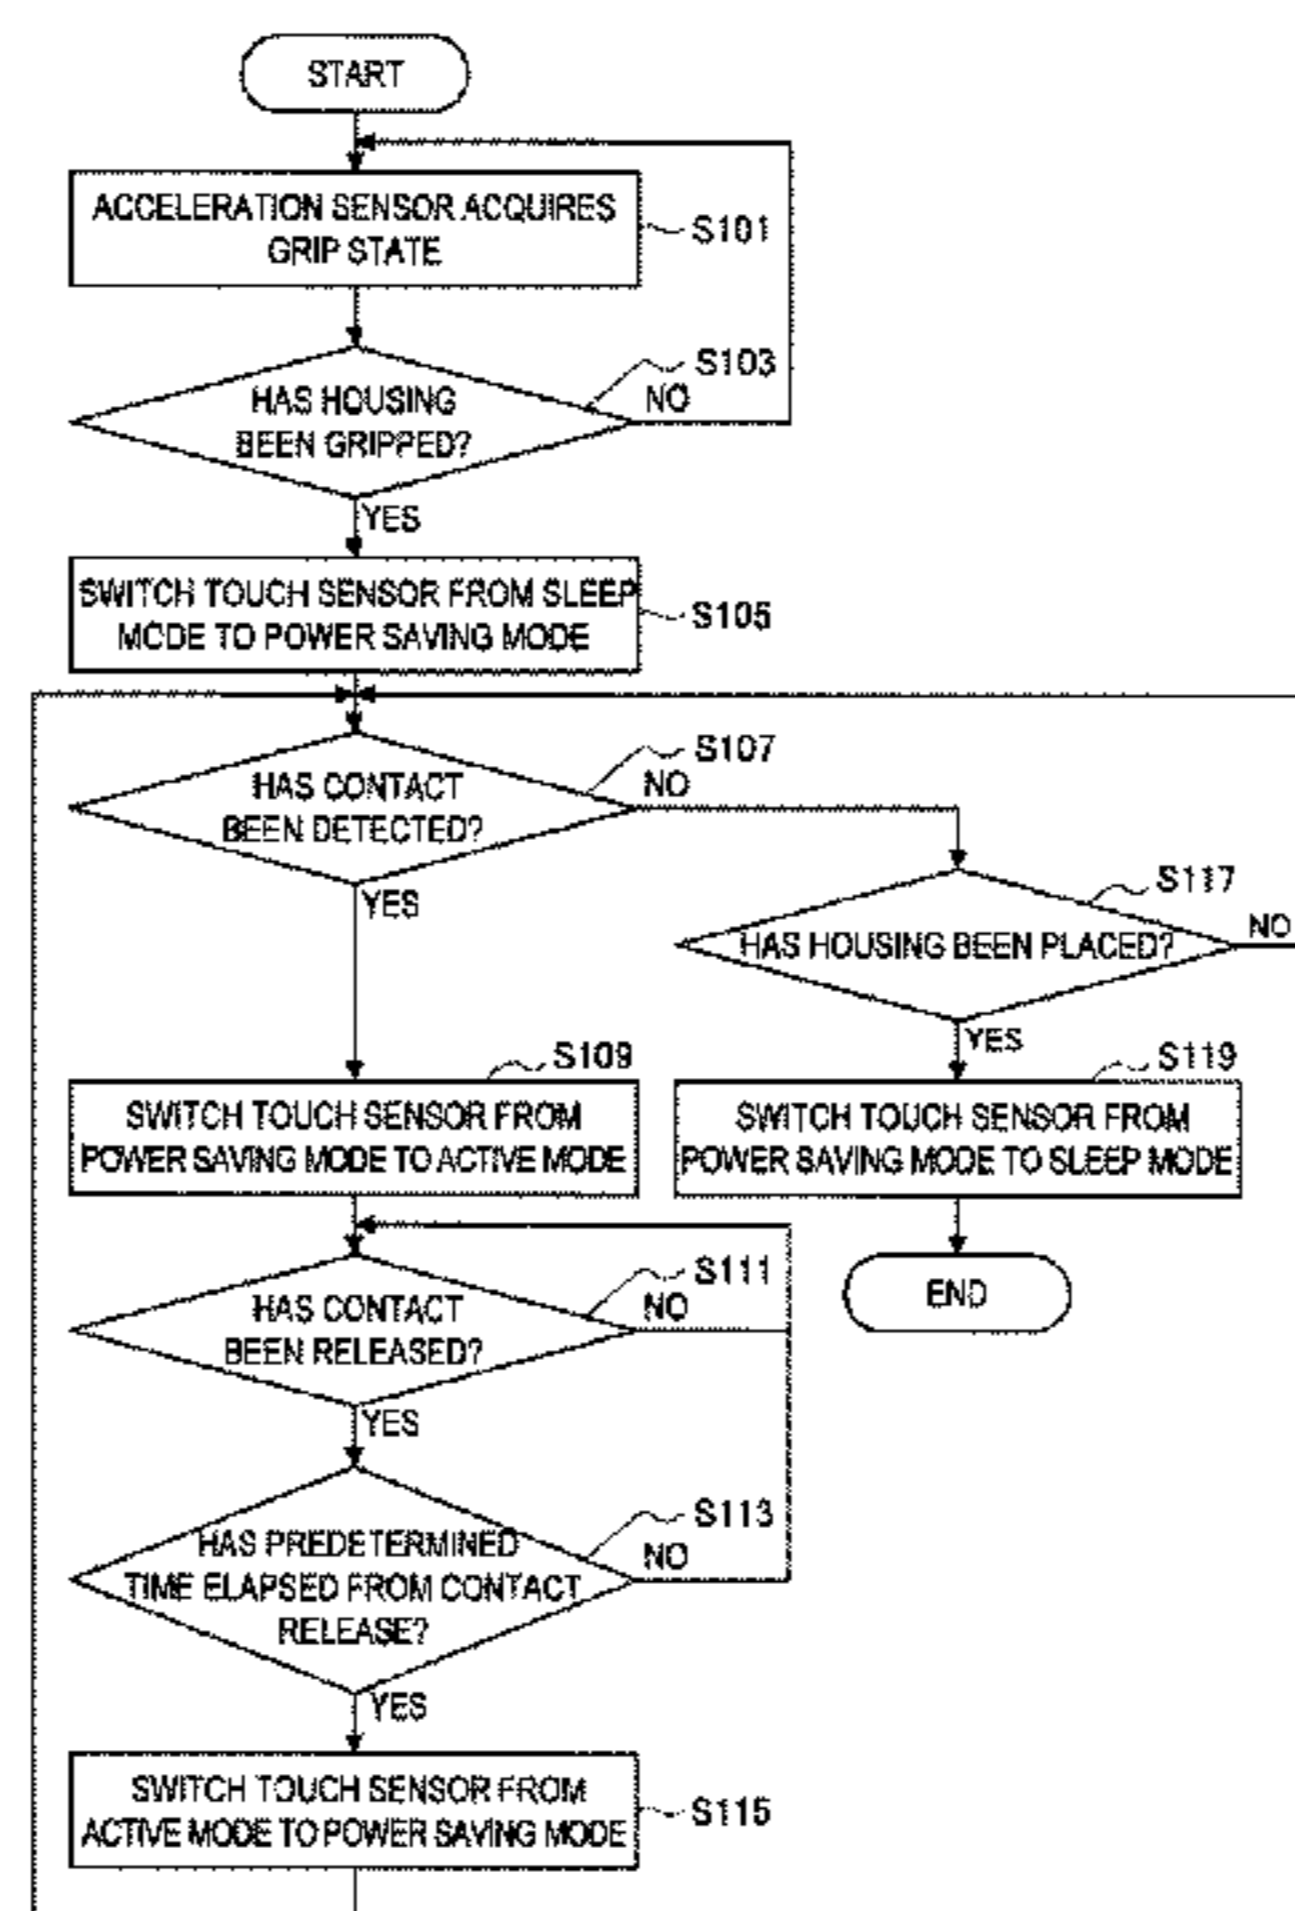 START
ACCELERATION SENSOR ACQUIRES
GRIP STATE
S101
HAS HOUSING
BEEN GRIPPED?
S103
NO
YES
SWITCH TOUCH SENSOR FROM SLEEP
MODE TO POWER SAVING MODE
S105
HAS CONTACT
BEEN DETECTED?
S107
NO
YES
HAS HOUSING BEEN PLACED?
S117
NO
YES
S109
SWITCH TOUCH SENSOR FROM
POWER SAVING MODE TO ACTIVE MODE
S119
SWITCH TOUCH SENSOR FROM
POWER SAVING MODE TO SLEEP MODE
END
HAS CONTACT
BEEN RELEASED?
S111
NO
YES
HAS PREDETERMINED
TIME ELAPSED FROM CONTACT
RELEASE?
S113
NO
YES
SWITCH TOUCH SENSOR FROM
ACTIVE MODE TO POWER SAVING MODE
S115